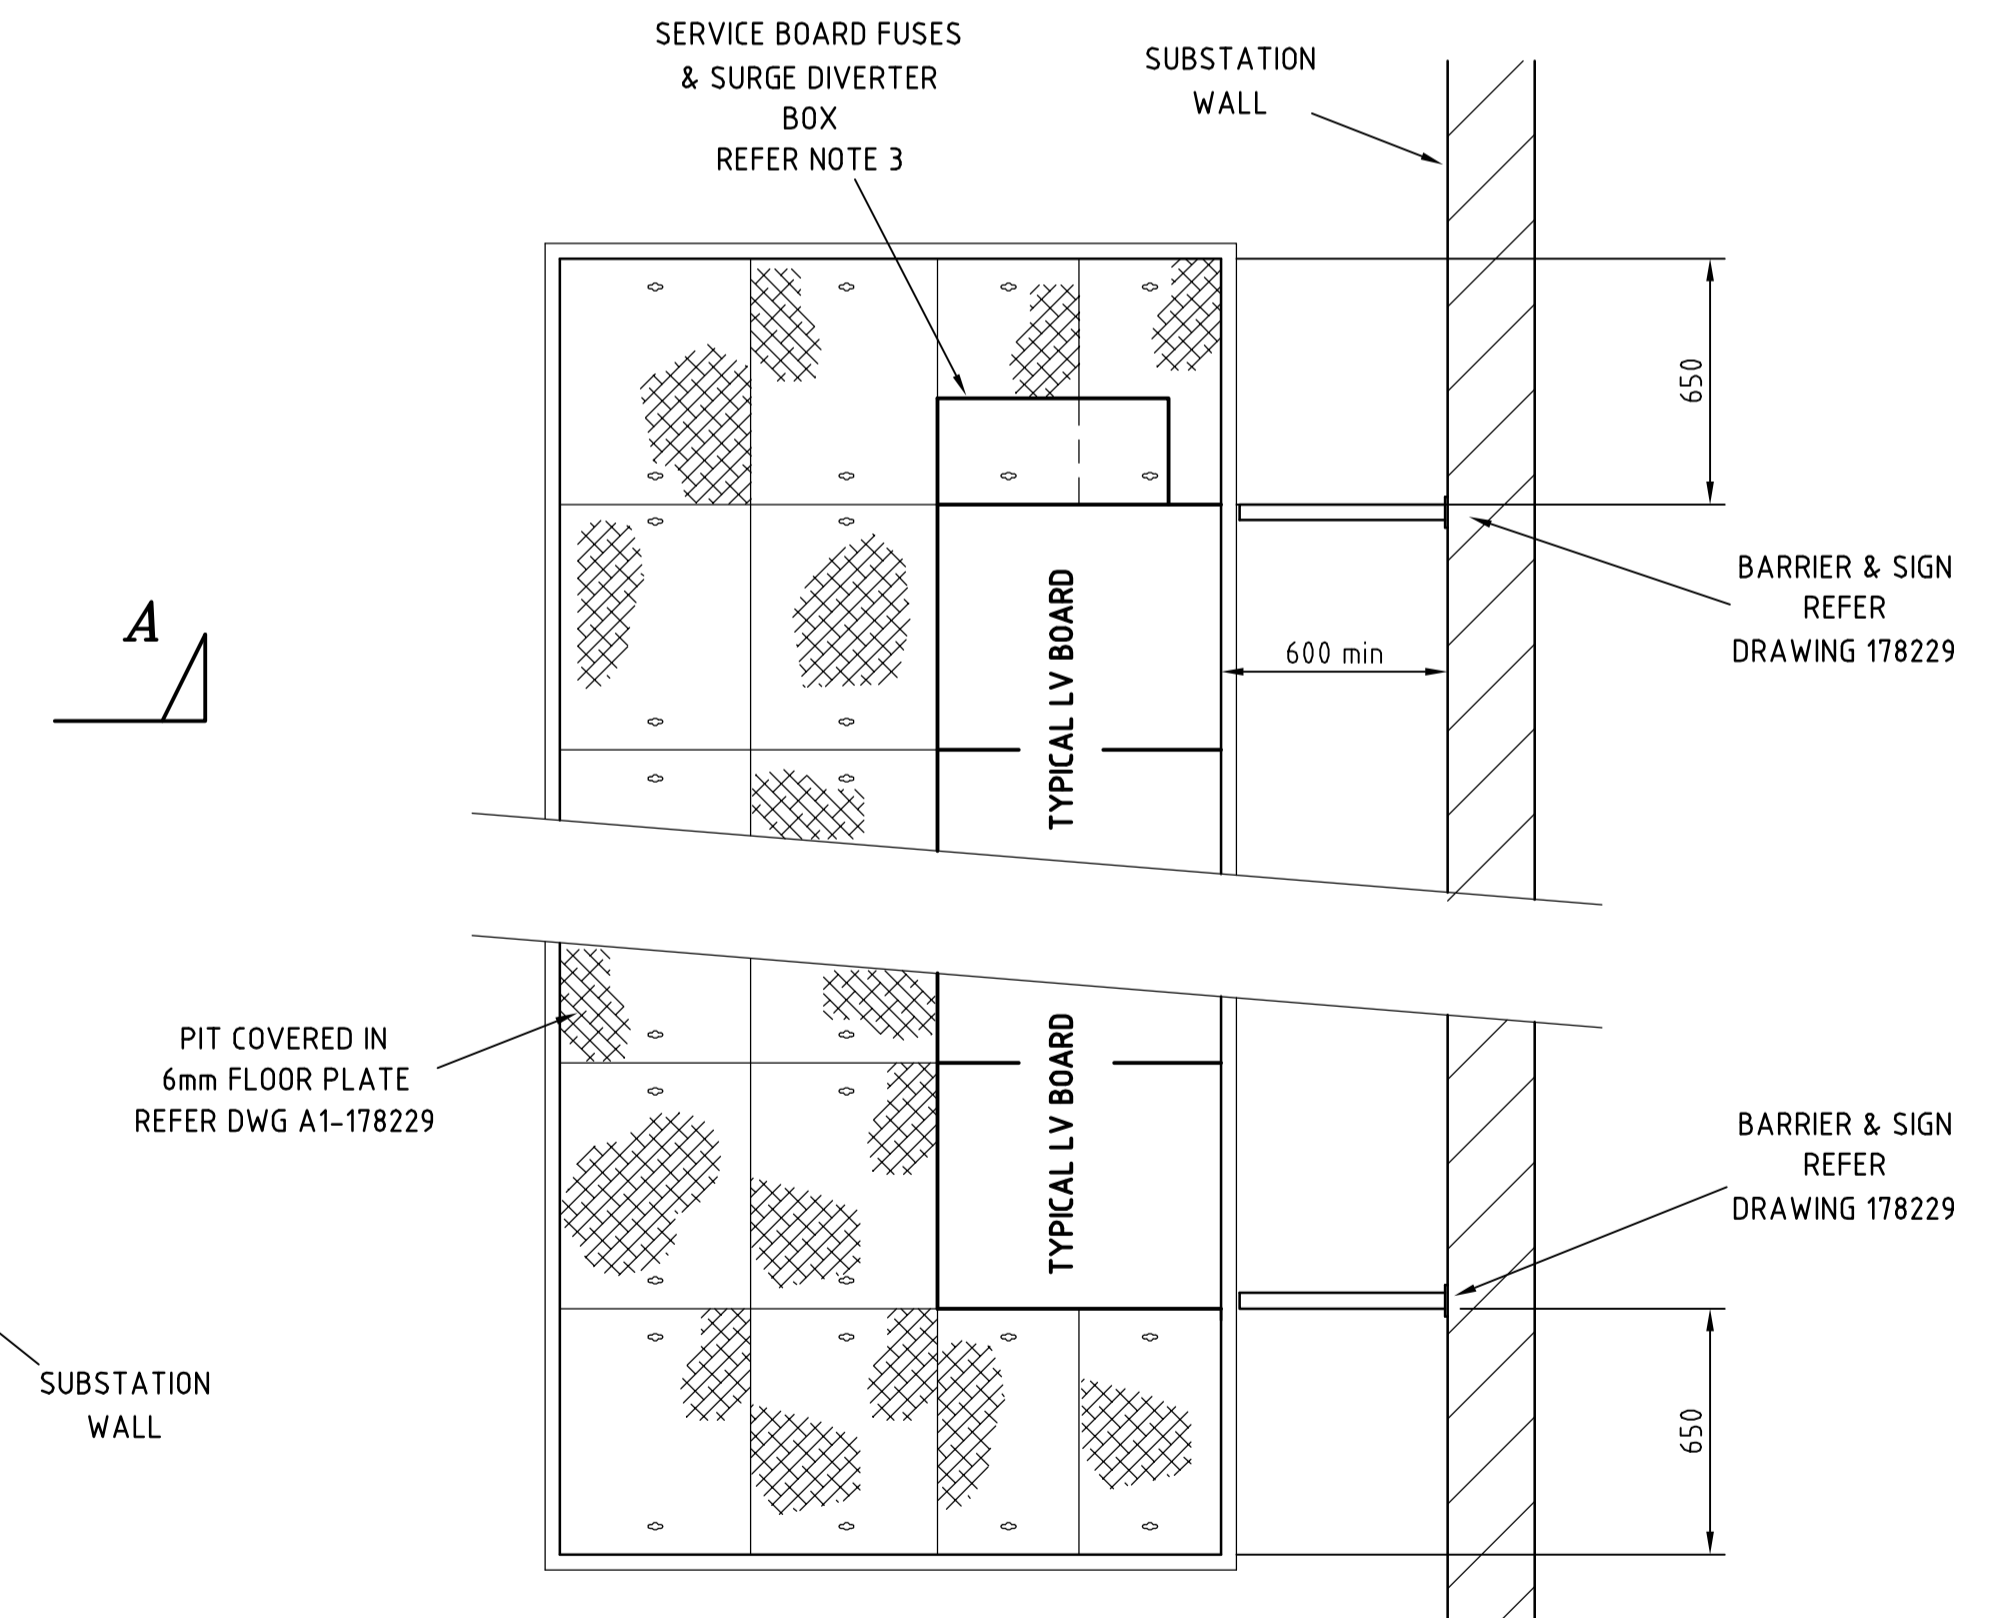 SERVICE BOARD FUSES
& SURGE DIVERTER
BOX
REFER NOTE 3
SUBSTATION
WALL
650
BARRIER & SIGN
REFER
DRAWING 178229
A
600 min
TYPICAL LV BOARD
PIT COVERED IN
6mm FLOOR PLATE
REFER DWG A1-178229
TYPICAL LV BOARD
BARRIER & SIGN
REFER
DRAWING 178229
SUBSTATION
WALL
650